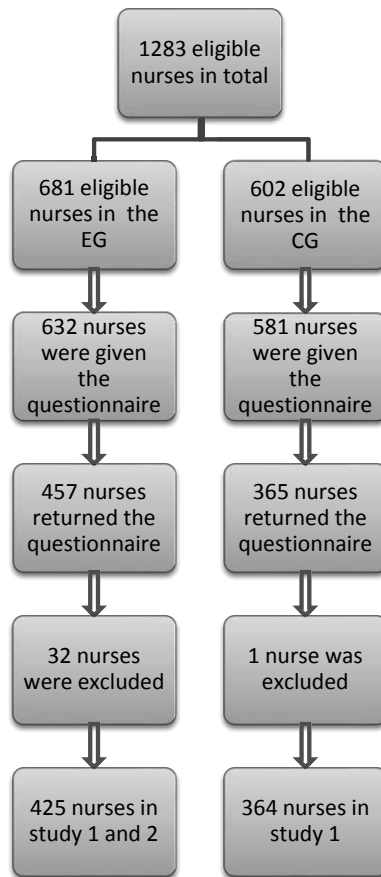 1283 eligible
nurses in total
681 eligible
nurses in the
EG
602 eligible
nurses in the
CG
632 nurses
were given
the
questionnaire
581 nurses
were given
the
questionnaire
457 nurses
returned the
questionnaire
365 nurses
returned the
questionnaire
32 nurses
were excluded
1 nurse was
excluded
425 nurses in
study 1 and 2
364 nurses in
study 1